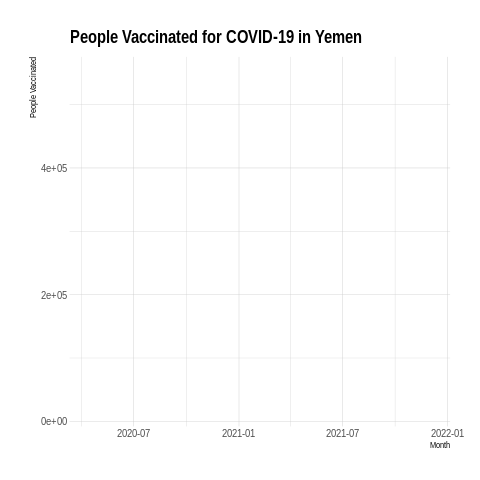 People Vaccinated for COVID-19 in Yemen
People Vaccinated
4e+05
2e+05
0e+00
2020-07
2021-01
2021-07
2022-01
Month